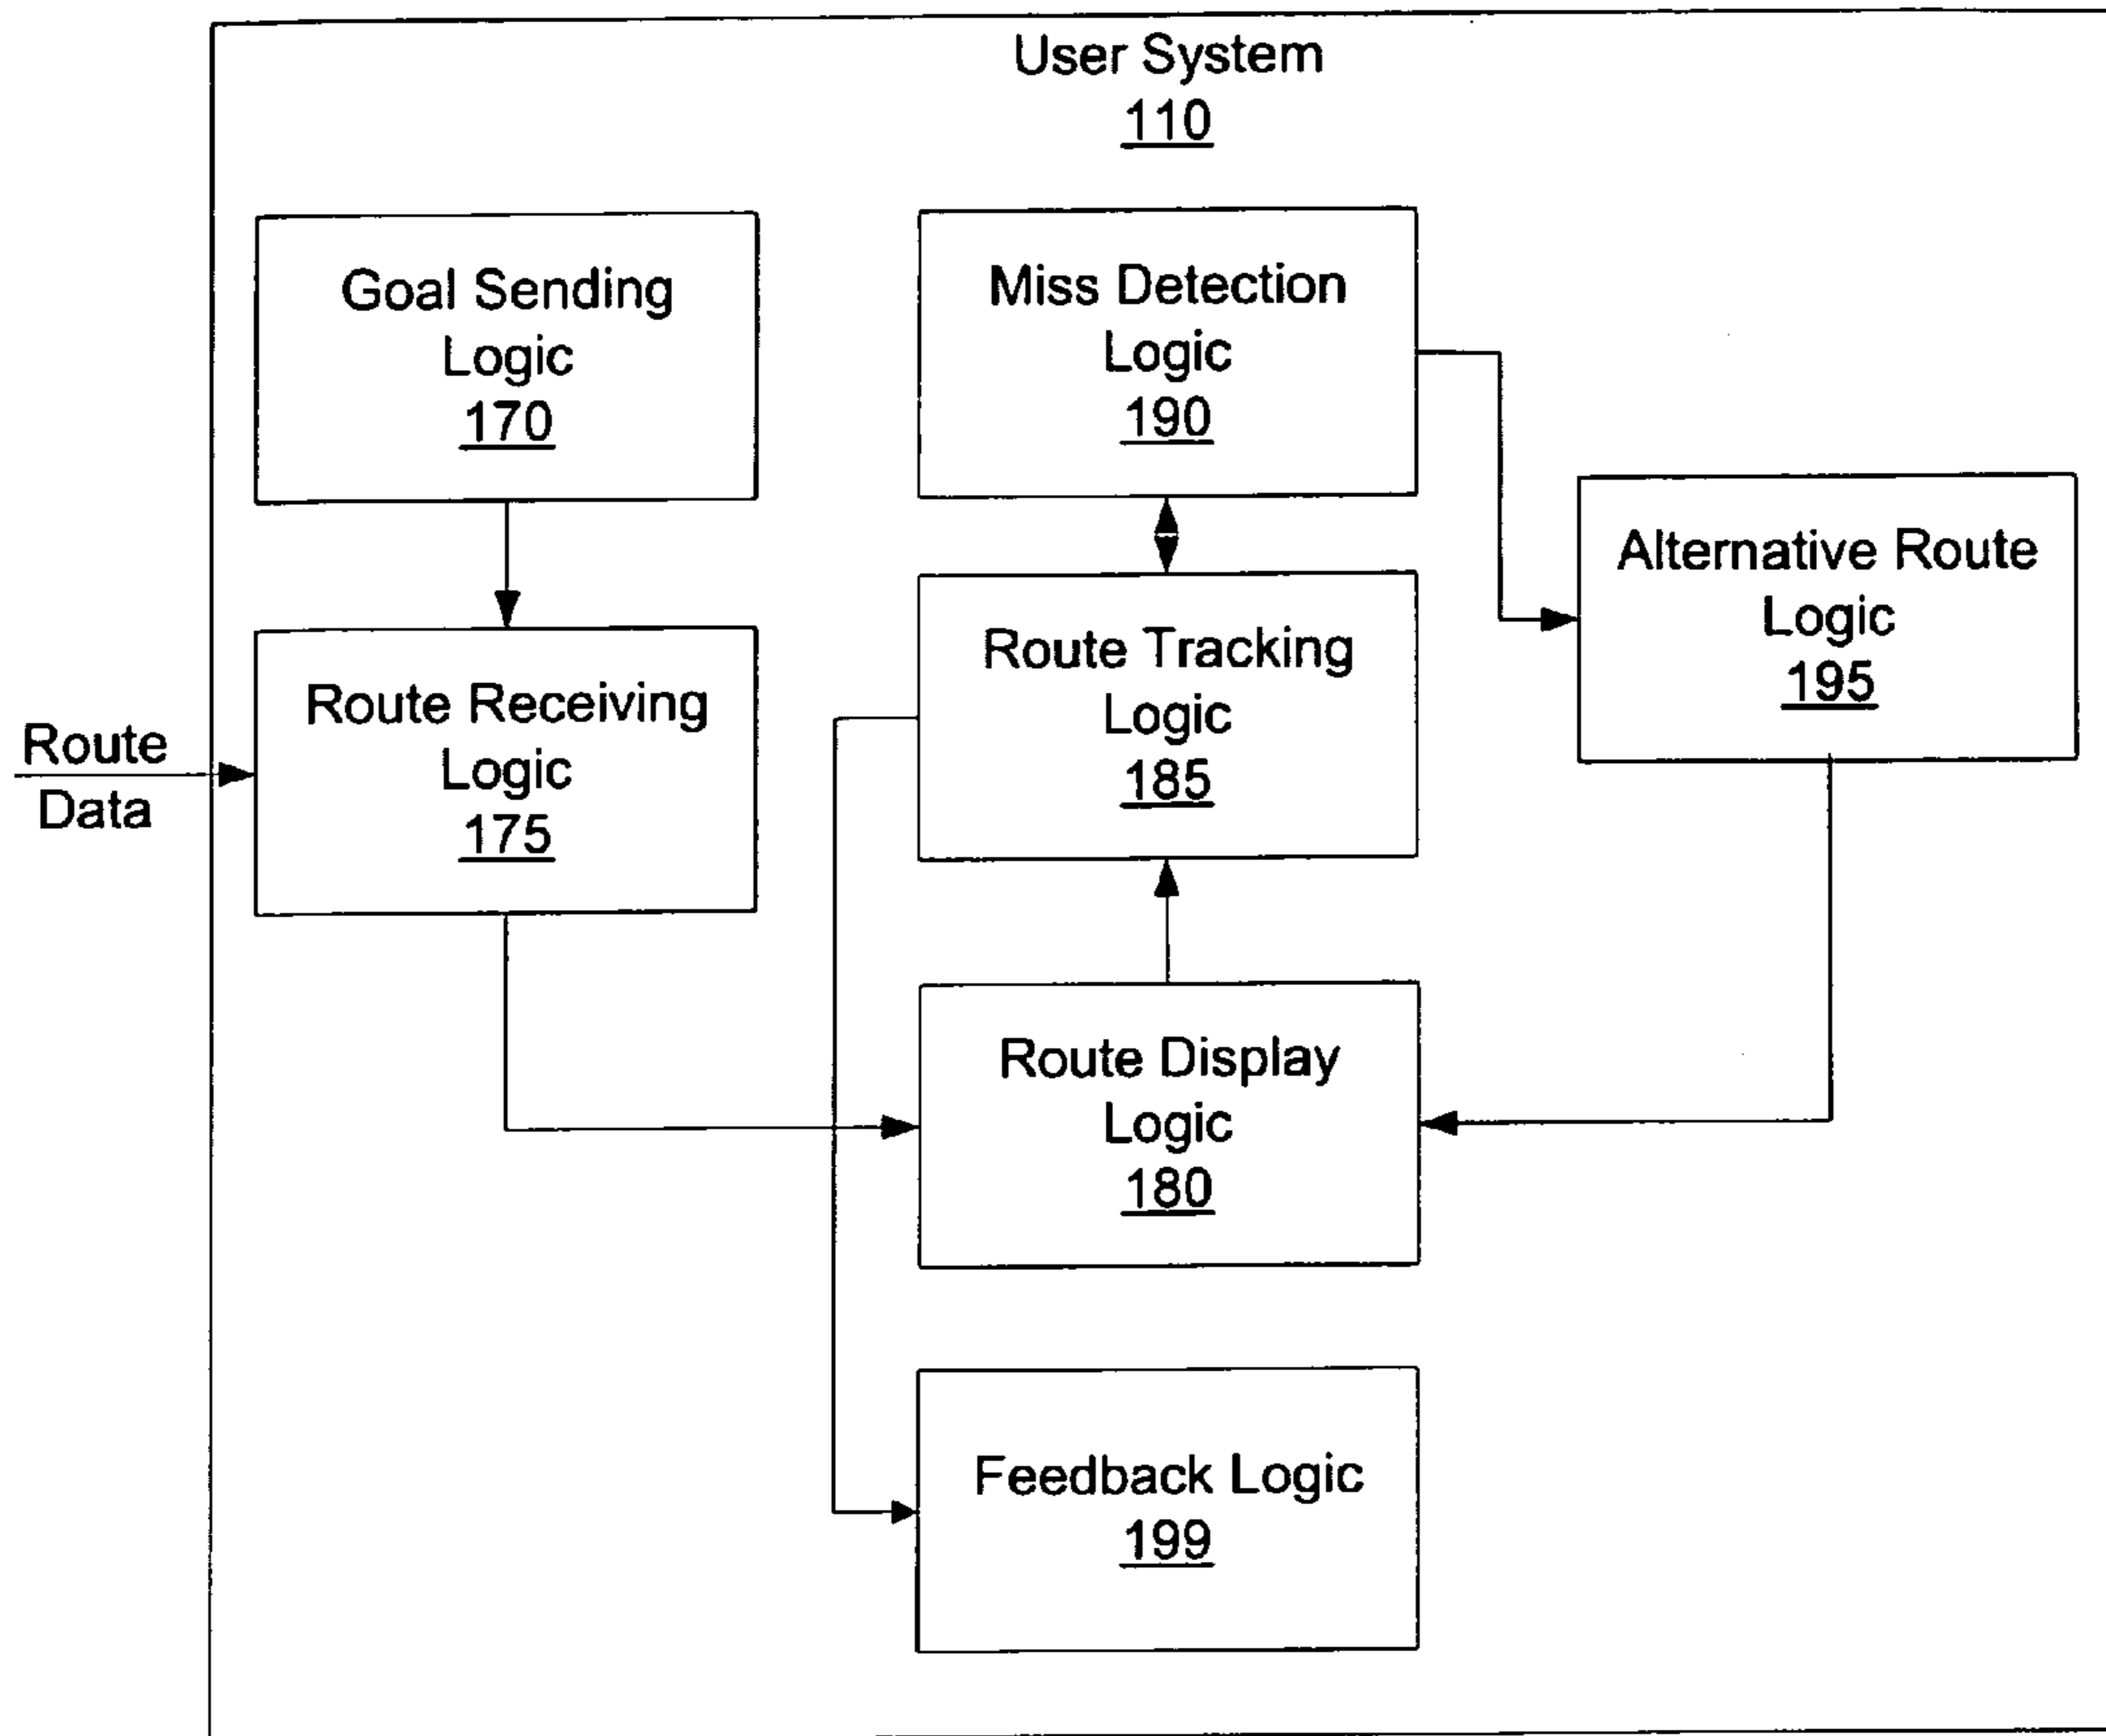 User System
110
Goal Sending
Logic
170
Miss Detection
Logic
190
Alternative Route
Logic
195
Route Tracking
Logic
185
Route Receiving
Logic
175
Route
Data
Route Display
Logic
180
Feedback Logic
199